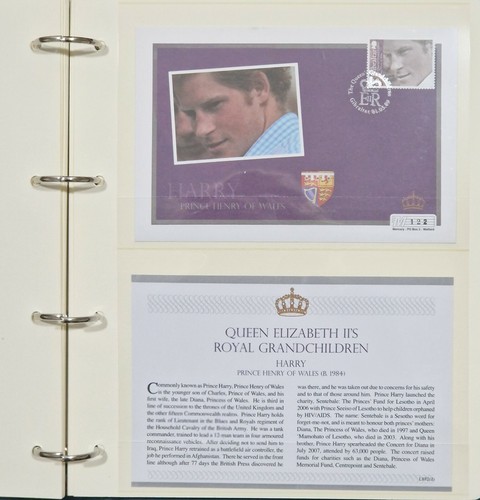 The Queen's
Gibraltar
HARRY
PRINCE HENRY OF WALES
122
QUEEN ELIZABETH II'S
ROYAL GRANDCHILDREN
HARRY
PRINCE HENRY OF WALES (B. 1984)
Commonly known as Prince Harry, Prince Henry of Wales
is the younger son of Charles, Prince of Wales, and his
first wife, the late Diana, Princess of Wales. He is third in
line of succession to the thrones of the United Kingdom and
the other fifteen Commonwealth realms. Prince Harry holds
the rank of Lieutenant in the Blues and Royals regiment of
the Household Cavalry of the British Army. He was a tank
commander, trained to lead a 12-man team in four armoured
reconnaissance vehicles. After deciding not to send him to
Iraq, Prince Harry retrained as a battlefield air controller, the
job he performed in Afghanistan. There he served in the front
line although after 77 days the British Press discovered he
was there, and he was taken out due to concerns for his safety
and to that of those around him. Prince Harry launched the
charity, Sentebale: The Princes' Fund for Lesotho in April
2006 with Prince Seeiso of Lesotho to help children orphaned
by HIV/AIDS. The name Sentebale is a Sesotho word for
forget-me-not, and is meant to honour both princes' mothers:
Diana, The Princess of Wales, who died in 1997 and Queen
'Mamohato of Lesotho, who died in 2003. Along with his
brother, Prince Harry spearheaded the Concert for Diana in
July 2007, attended by 63,000 people. The concert raised
funds for charities such as the Diana, Princess of Wales
Memorial Fund, Centrepoint and Sentebale.